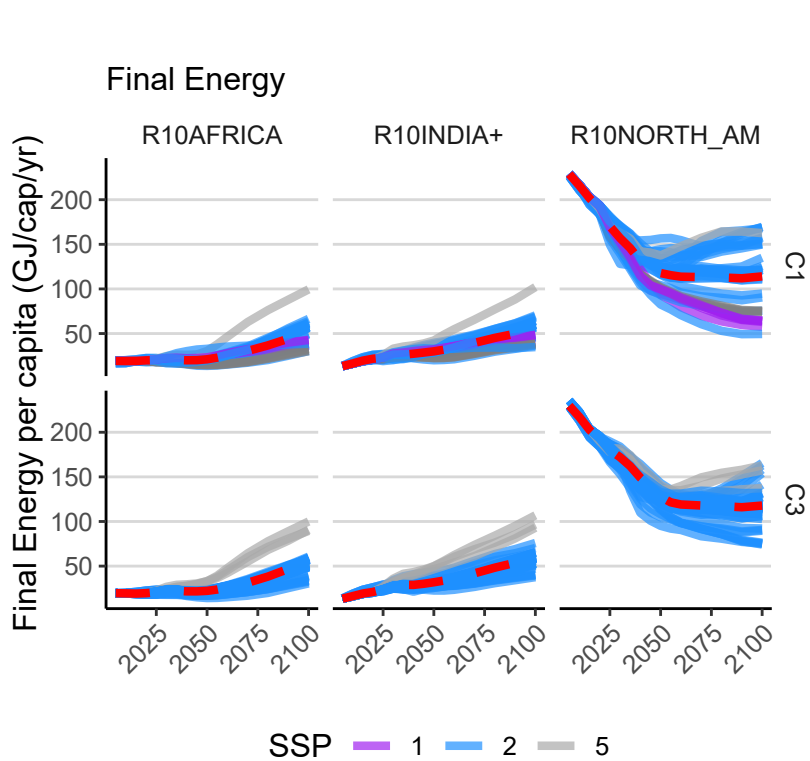 Final Energy
R10AFRICA R10INDIA+ R10NORTH_AM
Final Energy per capita (GJ/cap/yr)
200
150
100
50
C1
200
150
100
50
C3
2025 2050 2075 2100 2025 2050 2075 2100 2025 2050 2075 2100
SSP 1 2 5